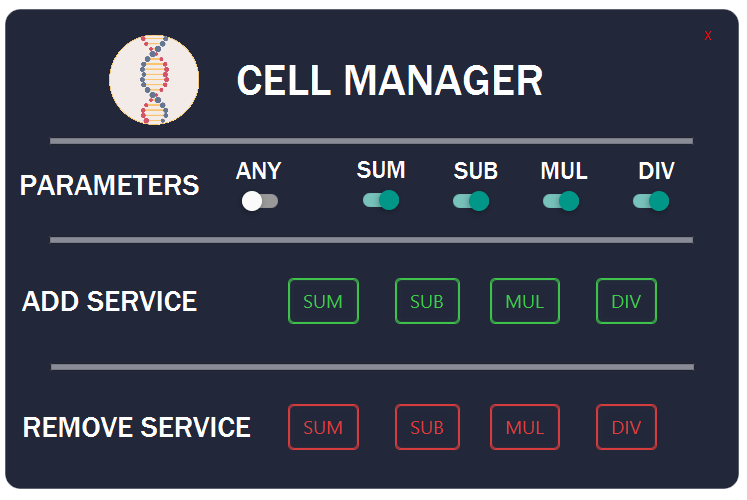 X
CELL MANAGER
PARAMETERS ANY SUM SUB MUL DIV
ADD SERVICE SUM SUB MUL DIV
REMOVE SERVICE SUM SUB MUL DIV